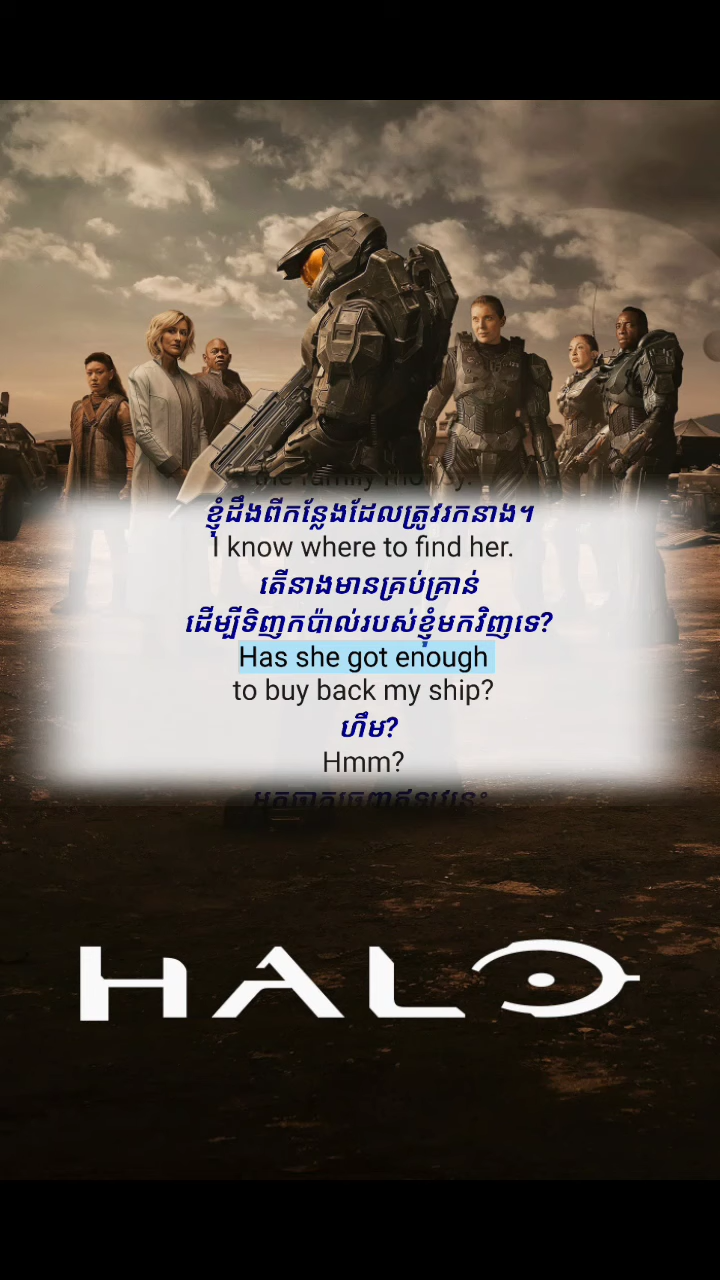 the family money.
ខ្ញុំដឹងពីកន្លែងដែលត្រូវរកនាង។
I know where to find her.
តើនាងមានគ្រប់គ្រាន់
ដើម្បីទិញកប៉ាល់របស់ខ្ញុំមកវិញទេ?
Has she got enough
to buy back my ship?
ហឹម?
Hmm?
HALO